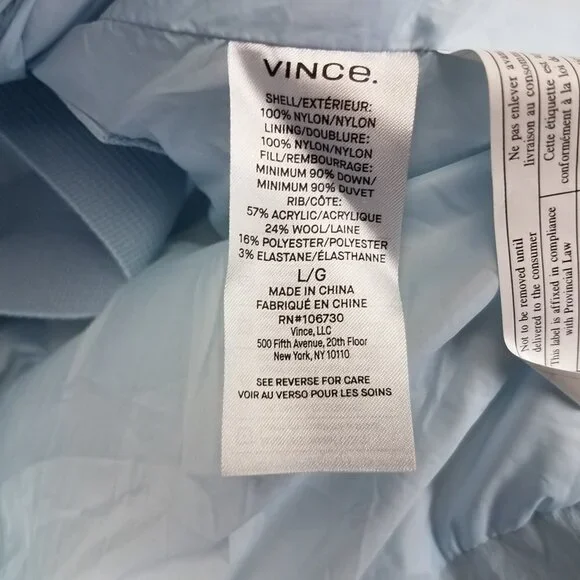 VINCe.
SHELL/EXTÉRIEUR:
100% NYLON/NYLON
LINING/DOUBLURE:
100% NYLON/NYLON
FILL/REMBOURRAGE:
MINIMUM 90% DOWN/
MINIMUM 90% DUVET
RIB/CÔTE:
57% ACRYLIC/ACRYLIQUE
24% WOOL/LAINE
16% POLYESTER/POLYESTER
3% ELASTANE/ÉLASTHANNE
L/G
MADE IN CHINA
FABRIQUÉ EN CHINE
RN#106730
Vince, LLC
500 Fifth Avenue, 20th Floor
New York, NY 10110
SEE REVERSE FOR CARE
VOIR AU VERSO POUR LES SOINS
Not to be removed until
delivered to the consumer
This label is affixed in compliance
with Provincial Law
Ne pas enlever
livraison au
Cette étiquette
conformément à la loi